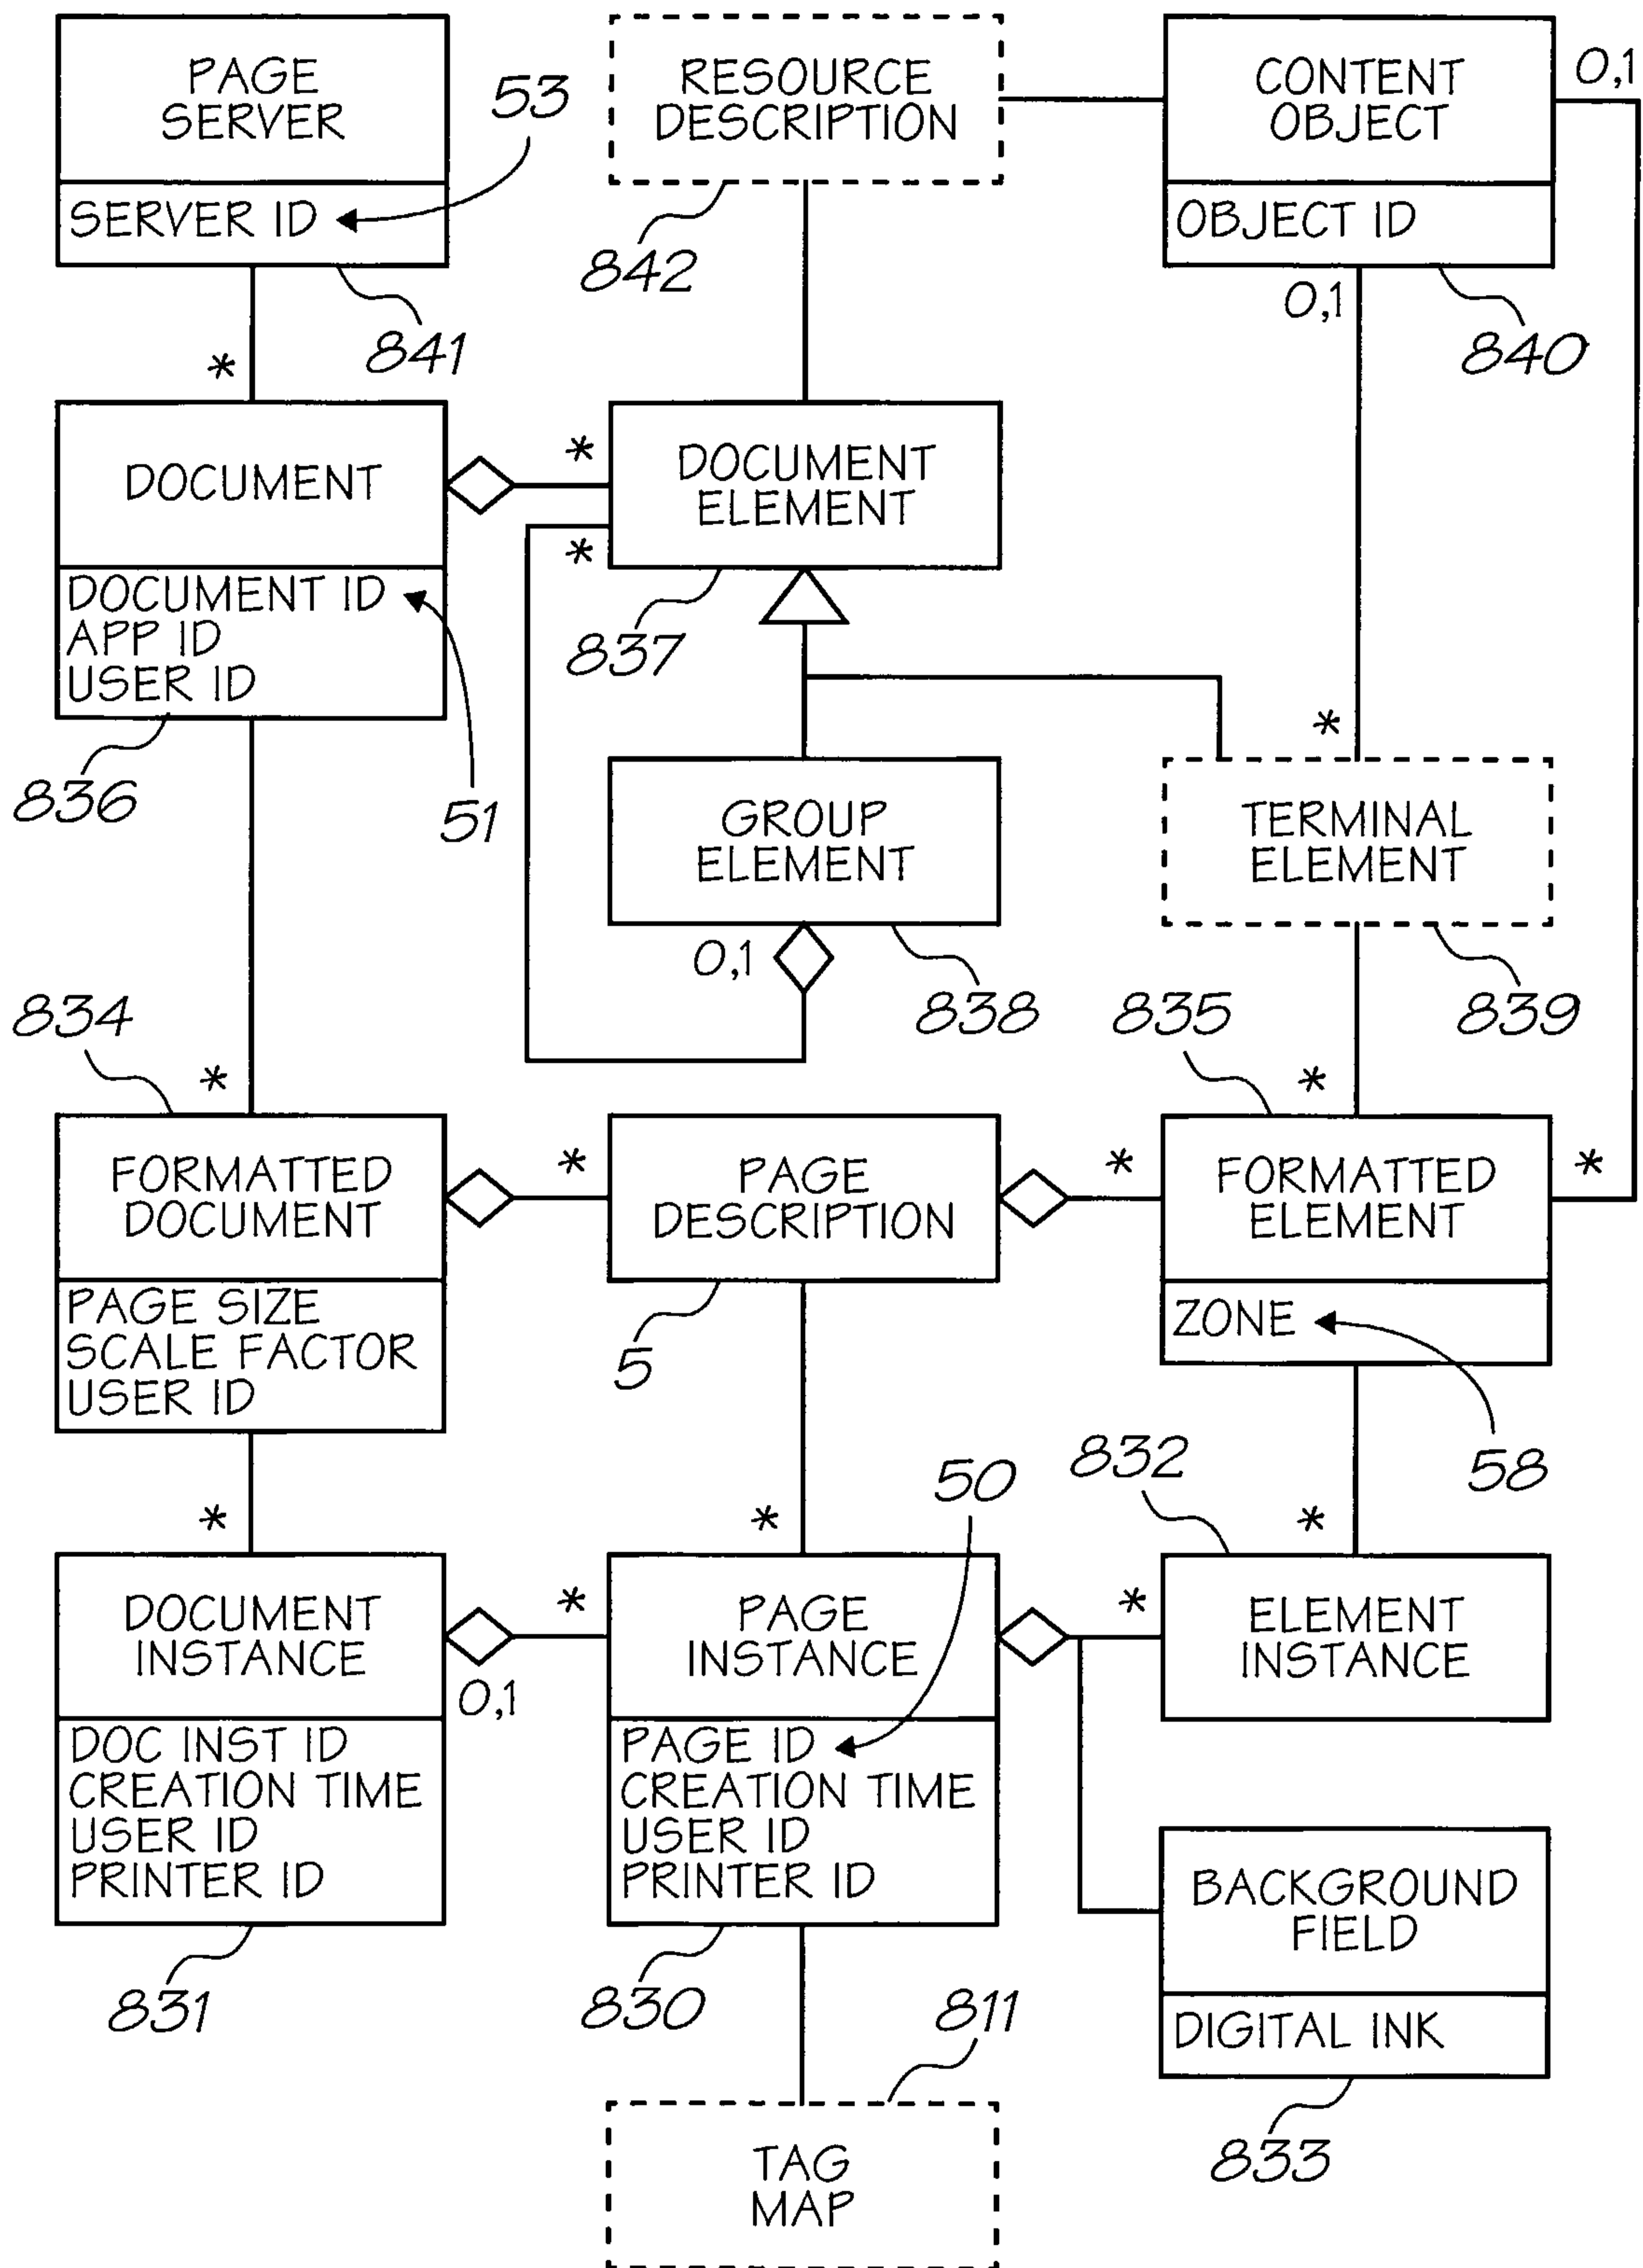 PAGE
SERVER
SERVER ID
53
841
RESOURCE
DESCRIPTION
842
CONTENT
OBJECT
OBJECT ID
0,1
0,1
840
*
DOCUMENT
DOCUMENT ID
APP ID
USER ID
836
51
*
*
DOCUMENT
ELEMENT
837
*
GROUP
ELEMENT
0,1
838
TERMINAL
ELEMENT
839
834
*
FORMATTED
DOCUMENT
PAGE SIZE
SCALE FACTOR
USER ID
*
PAGE
DESCRIPTION
5
835
*
*
*
FORMATTED
ELEMENT
ZONE
58
*
DOCUMENT
INSTANCE
0,1
DOC INST ID
CREATION TIME
USER ID
PRINTER ID
831
*
*
50
PAGE
INSTANCE
PAGE ID
CREATION TIME
USER ID
PRINTER ID
830
832
*
*
ELEMENT
INSTANCE
BACKGROUND
FIELD
DIGITAL INK
833
811
TAG
MAP